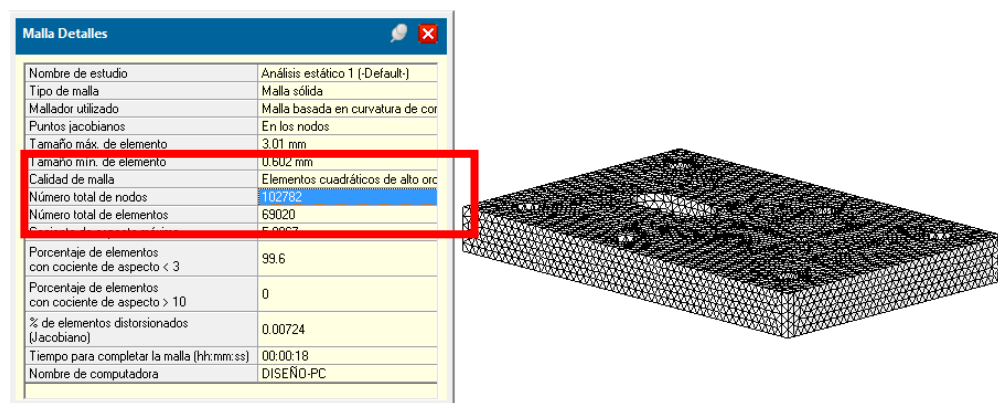 Malla Detalles
Nombre de estudio Análisis estático 1 (-Default-)
Tipo de malla Malla sólida
Mallador utilizado Malla basada en curvatura de cor
Puntos jacobianos En los nodos
Tamaño máx. de elemento 3.01 mm
Tamaño mín. de elemento 0.602 mm
Calidad de malla Elementos cuadráticos de alto orc
Número total de nodos 102782
Número total de elementos 69020
Cociente de aspecto máximo
Porcentaje de elementos
con cociente de aspecto < 3 99.6
Porcentaje de elementos
con cociente de aspecto > 10 0
% de elementos distorsionados
(Jacobiano) 0.00724
Tiempo para completar la malla (hh:mm:ss) 00:00:18
Nombre de computadora DISEÑO-PC